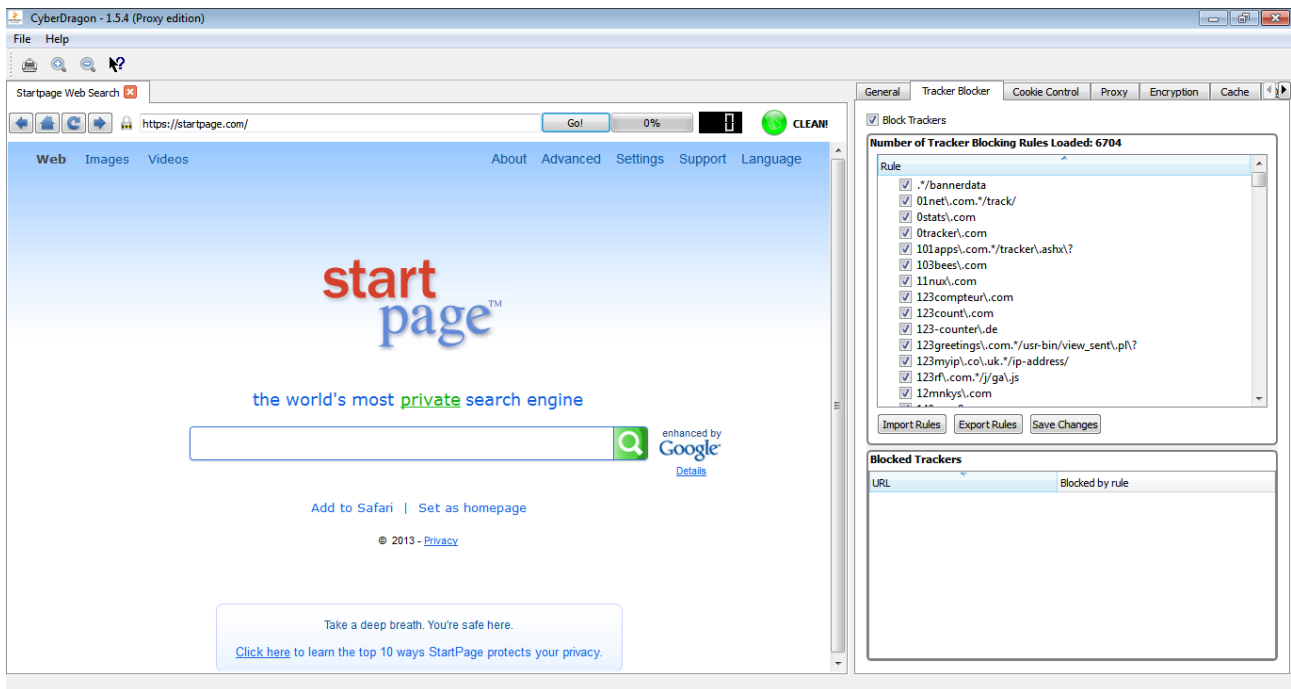 CyberDragon - 1.5.4 (Proxy edition)
File Help
Startpage Web Search
https://startpage.com/ Go! 0% 0 CLEAN!
Web Images Videos About Advanced Settings Support Language
start
page™
the world's most private search engine
enhanced by
Google
Details
Add to Safari | Set as homepage
© 2013 - Privacy
Take a deep breath. You're safe here.
Click here to learn the top 10 ways StartPage protects your privacy.
General Tracker Blocker Cookie Control Proxy Encryption Cache
Block Trackers
Number of Tracker Blocking Rules Loaded: 6704
Rule
.*/bannerdata
01net\.com.*/track/
0stats\.com
0tracker\.com
101apps\.com.*/tracker\.ashx\?
103bees\.com
11nux\.com
123compteur\.com
123count\.com
123-counter\.de
123greetings\.com.*/usr-bin/view_sent\.pl\?
123myip\.co\.uk.*/ip-address/
123rf\.com.*/j/ga\.js
12mnkys\.com
Import Rules Export Rules Save Changes
Blocked Trackers
URL Blocked by rule